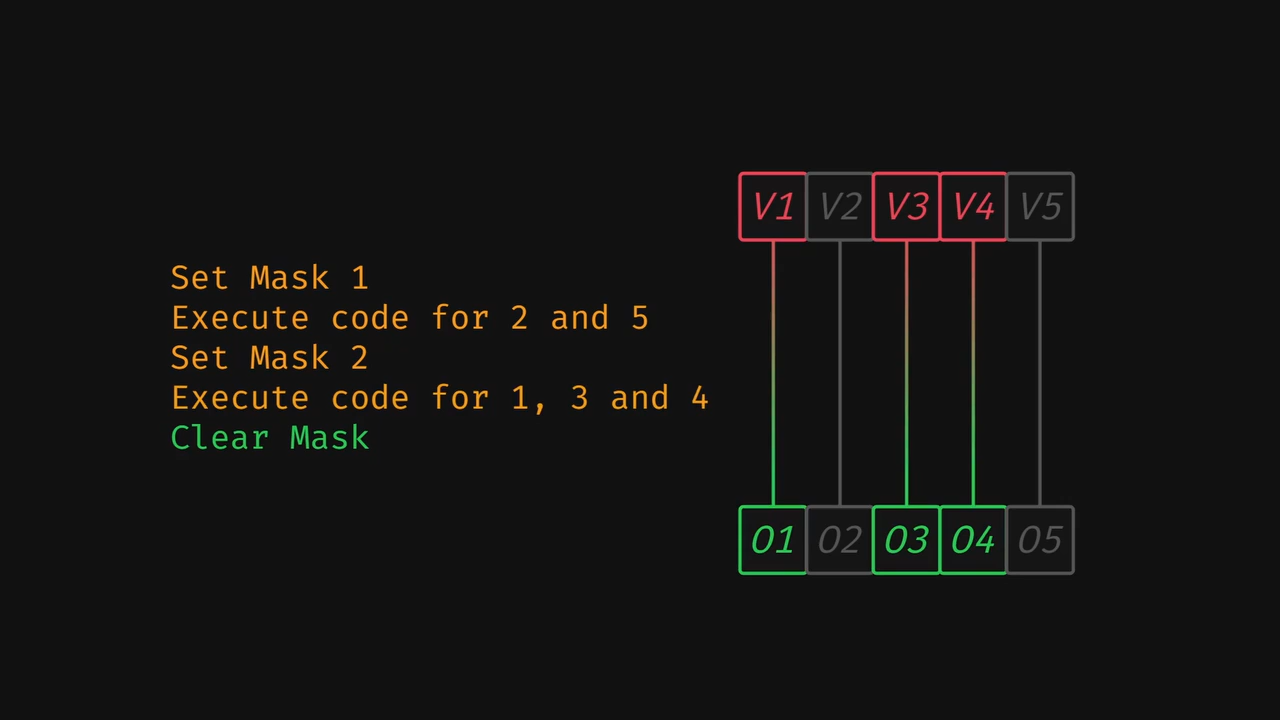 V1 V2 V3 V4 V5
Set Mask 1
Execute code for 2 and 5
Set Mask 2
Execute code for 1, 3 and 4
Clear Mask
O1 O2 O3 O4 O5